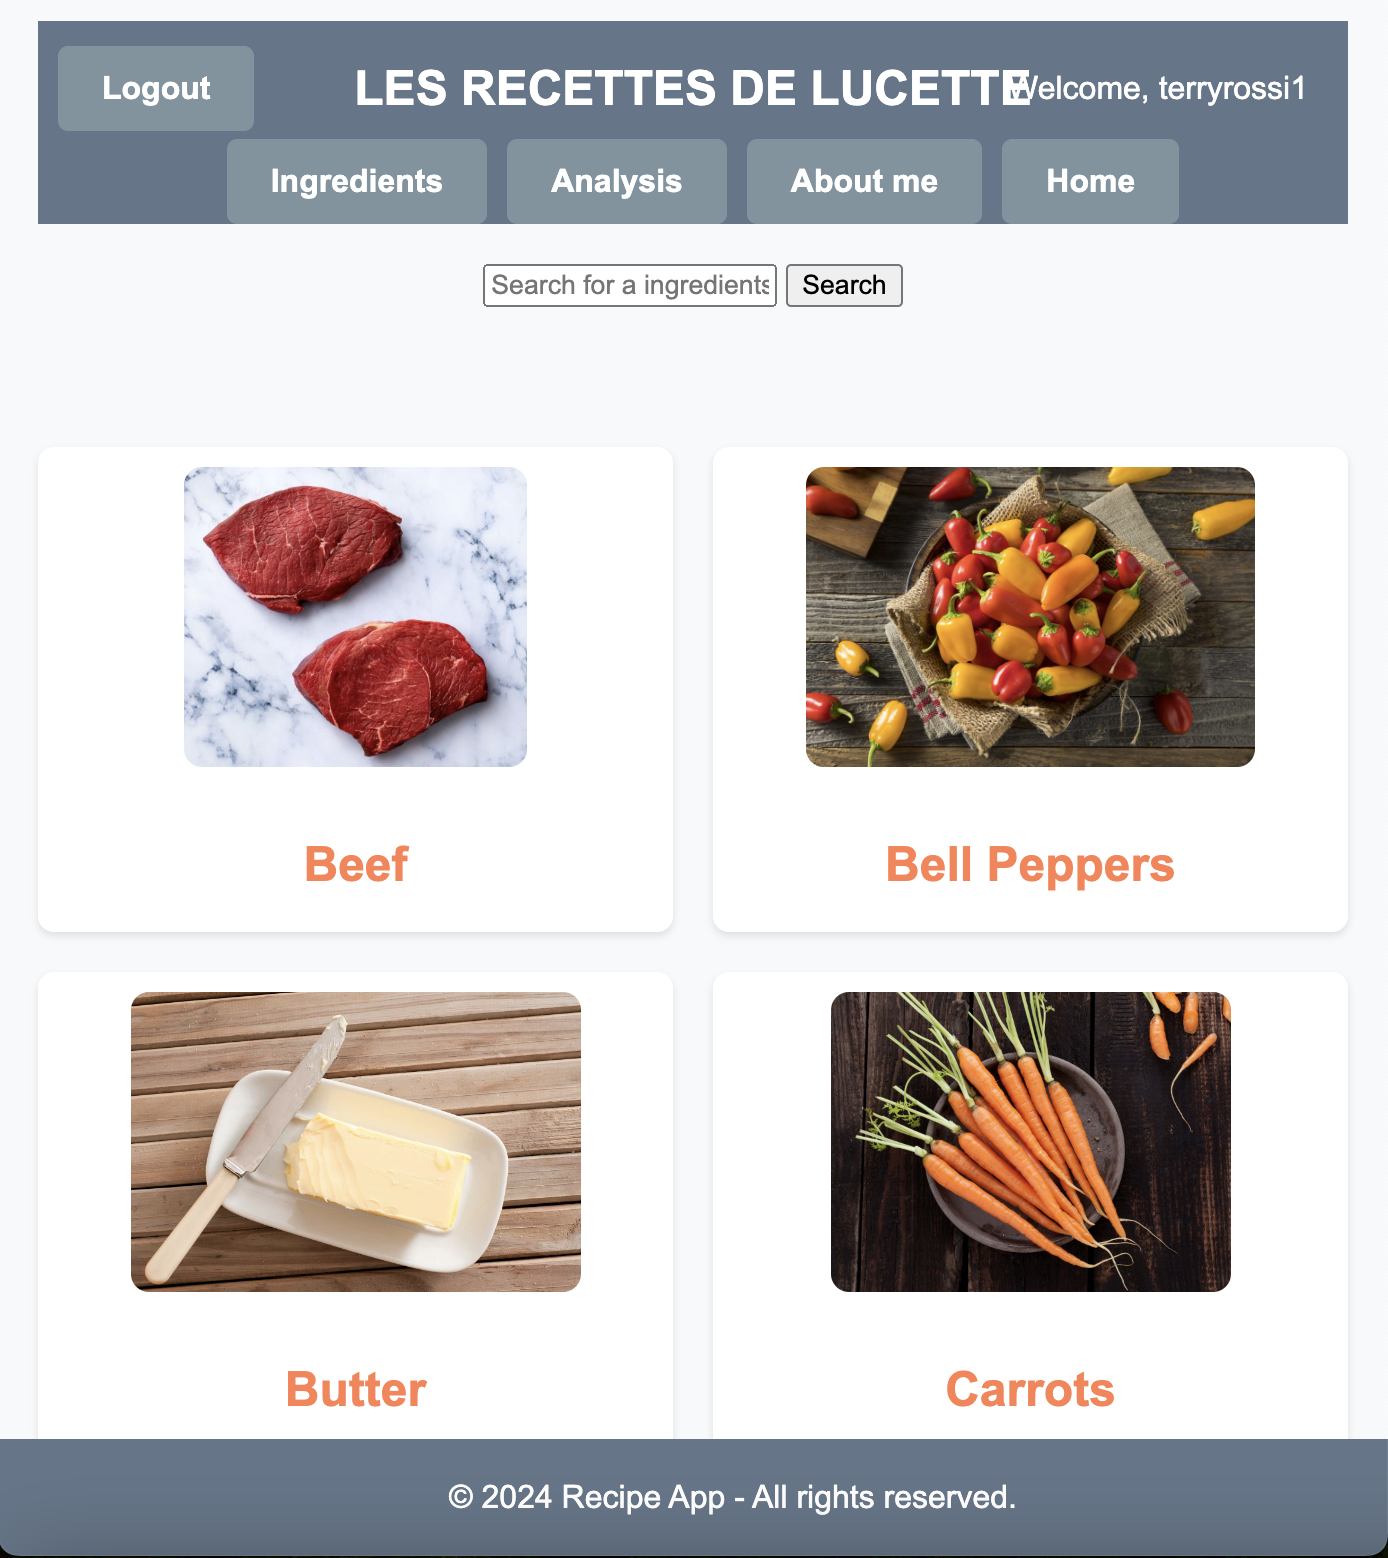 Logout
LES RECETTES DE LUCETTE
Welcome, terryrossi1
Ingredients
Analysis
About me
Home
Search for a ingredients
Search
Beef
Bell Peppers
Butter
Carrots
© 2024 Recipe App - All rights reserved.